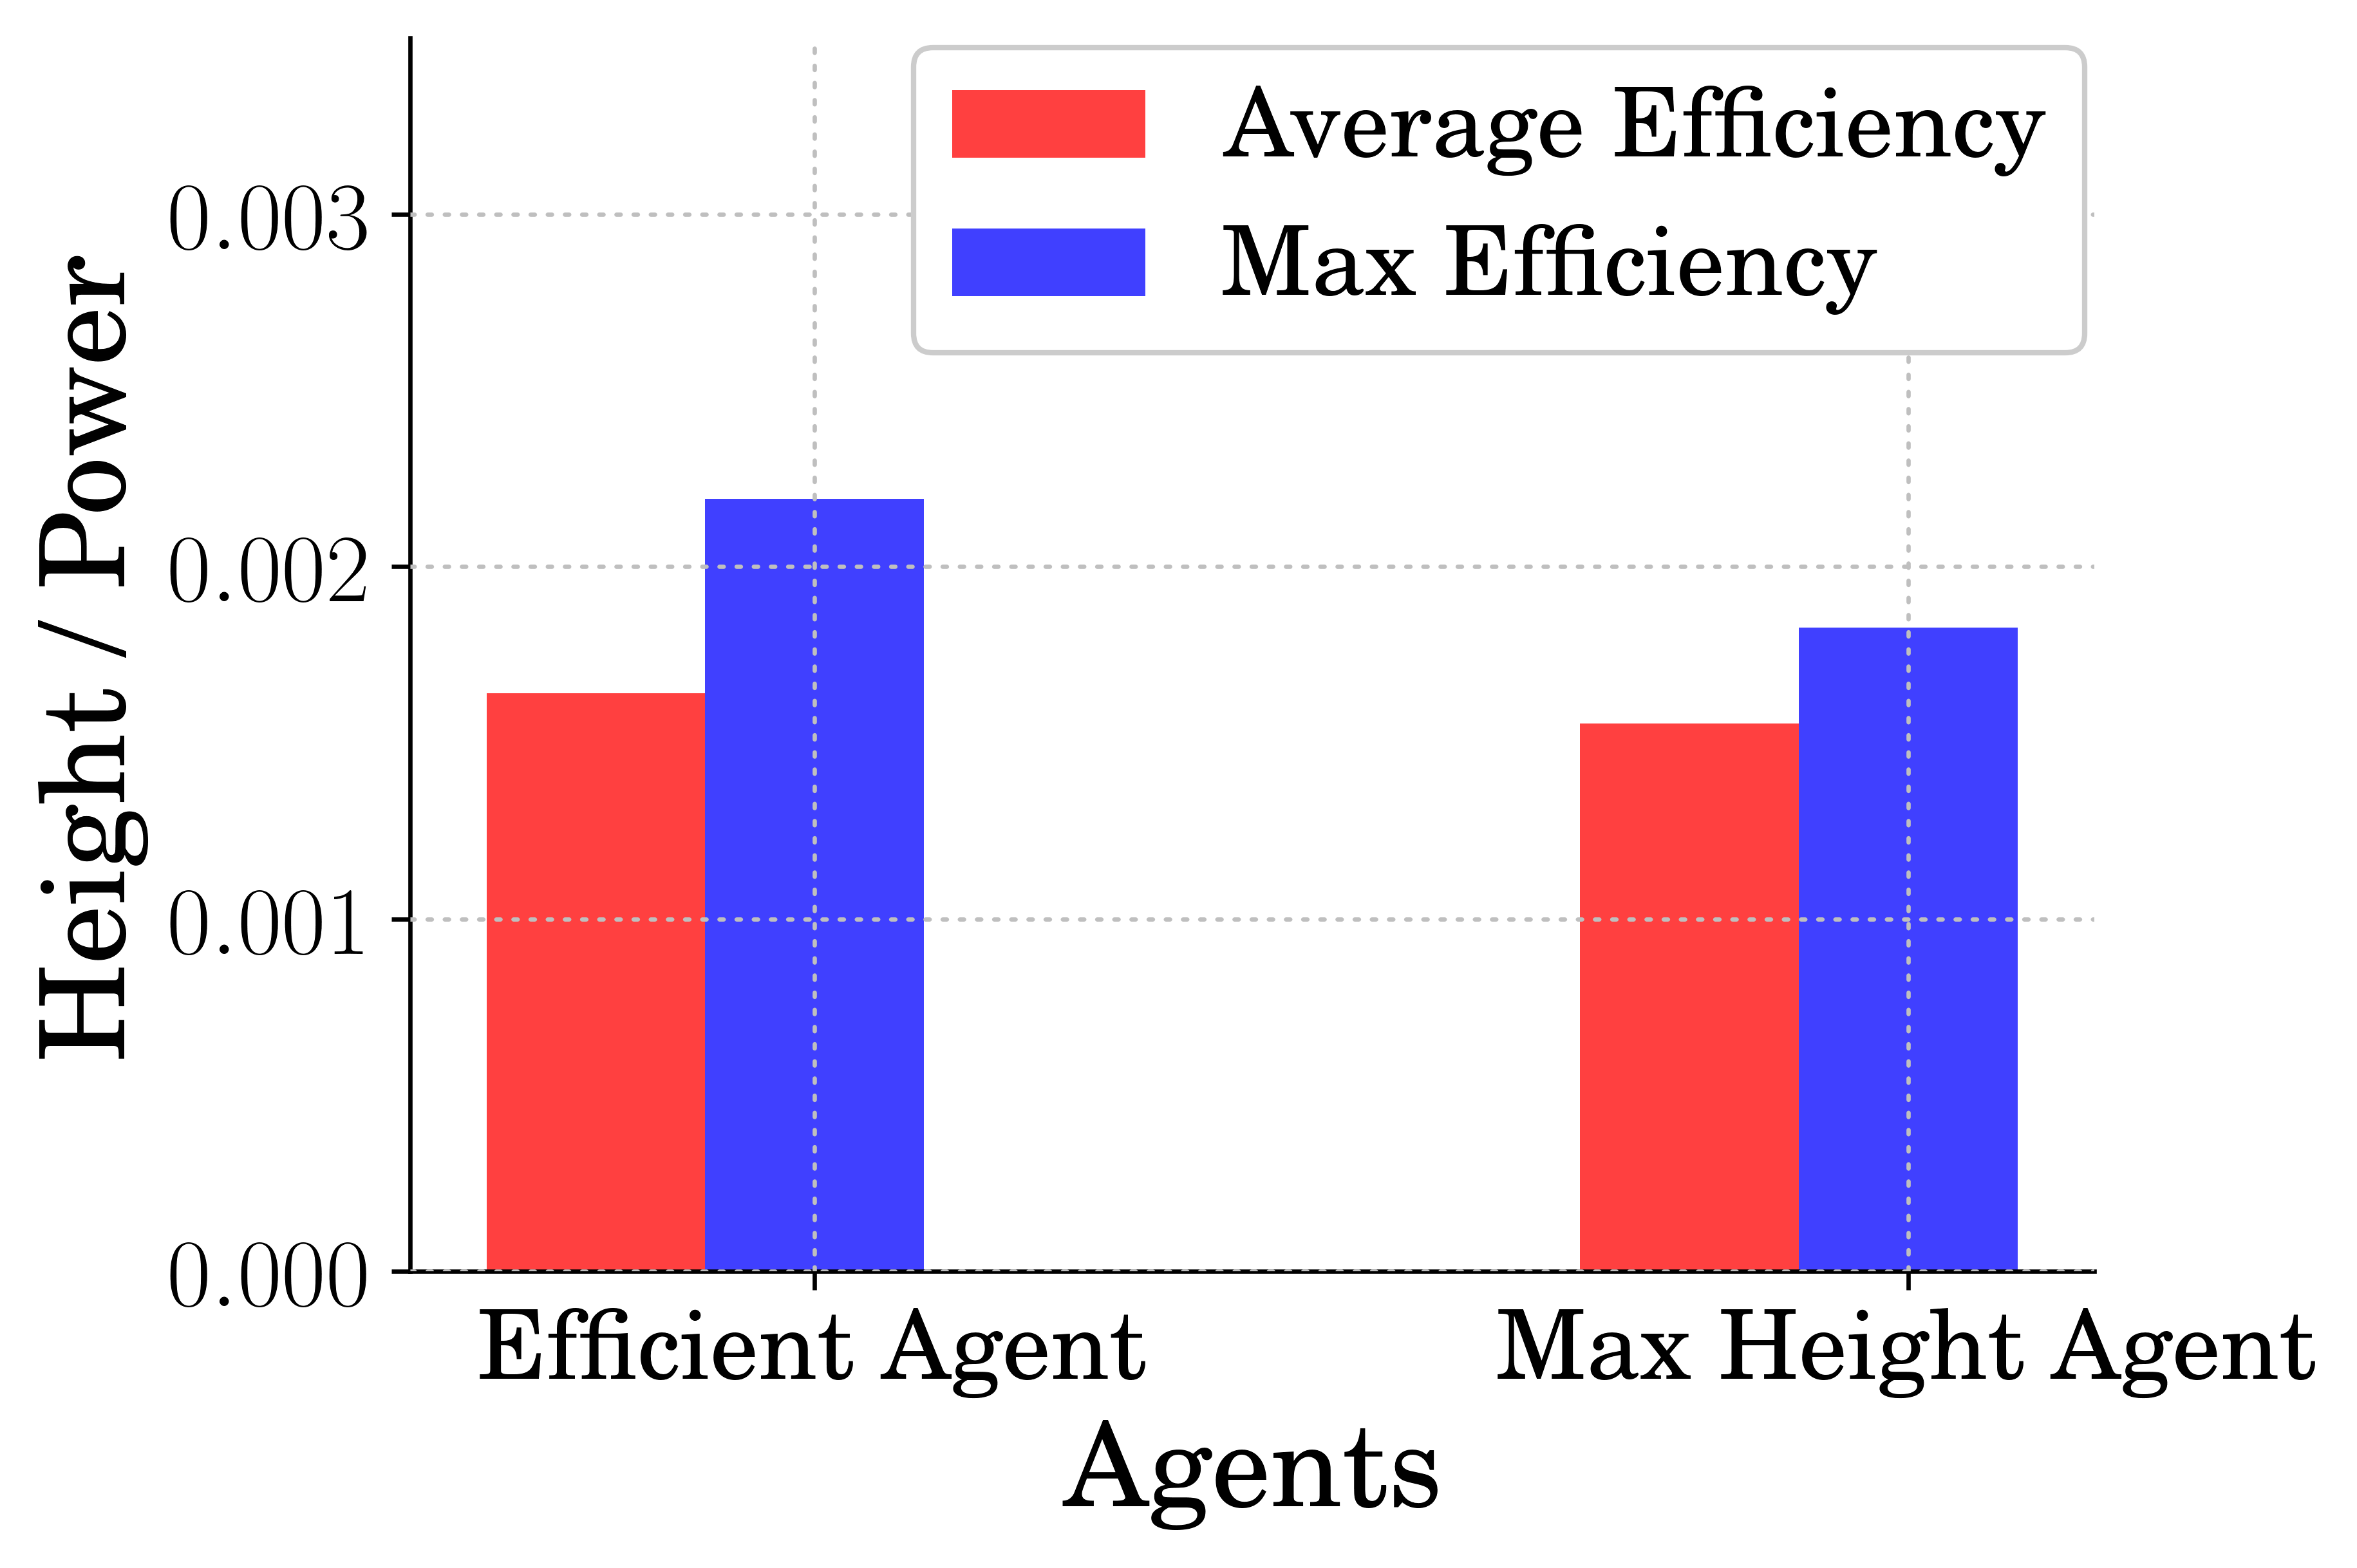 Average Efficiency
Max Efficiency
Height / Power
0.003
0.002
0.001
0.000
Efficient Agent
Max Height Agent
Agents